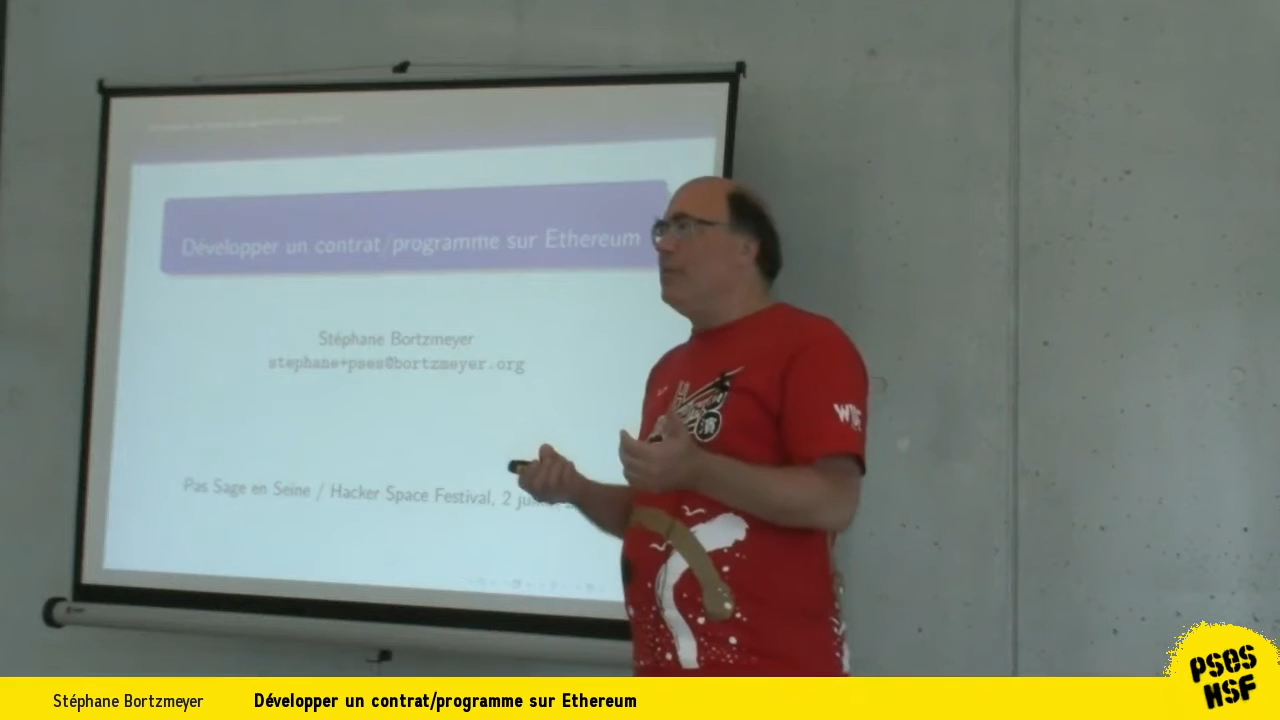 Développer un contrat/programme sur Ethereum
Stéphane Bortzmeyer
stephane+pses@bortzmeyer.org
Pas Sage en Seine / Hacker Space Festival, 2
濱
Stéphane Bortzmeyer
Développer un contrat/programme sur Ethereum
PSES
HSF